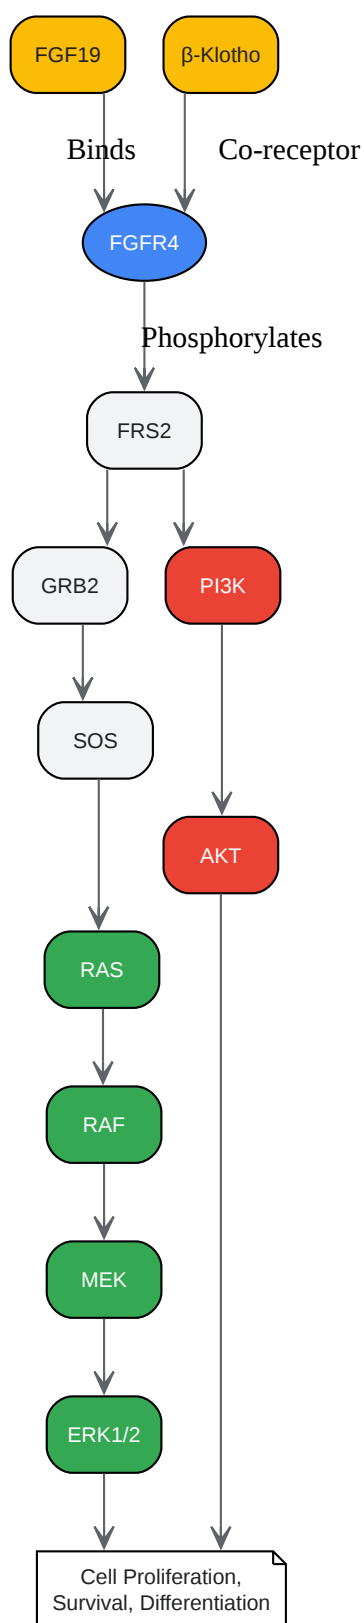 FGF19
β-Klotho
Binds
Co-receptor
FGFR4
Phosphorylates
FRS2
GRB2
PI3K
SOS
AKT
RAS
RAF
MEK
ERK1/2
Cell Proliferation,
Survival, Differentiation